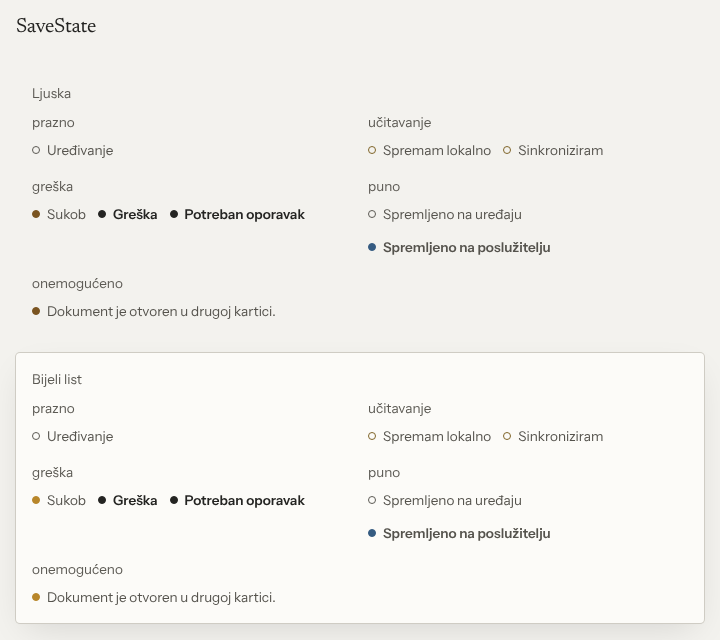 SaveState
Ljuska
prazno
Uređivanje
učitavanje
Spremam lokalno Sinkroniziram
greška
Sukob Greška Potreban oporavak
puno
Spremljeno na uređaju
Spremljeno na poslužitelju
onemogućeno
Dokument je otvoren u drugoj kartici.
Bijeli list
prazno
Uređivanje
učitavanje
Spremam lokalno Sinkroniziram
greška
Sukob Greška Potreban oporavak
puno
Spremljeno na uređaju
Spremljeno na poslužitelju
onemogućeno
Dokument je otvoren u drugoj kartici.